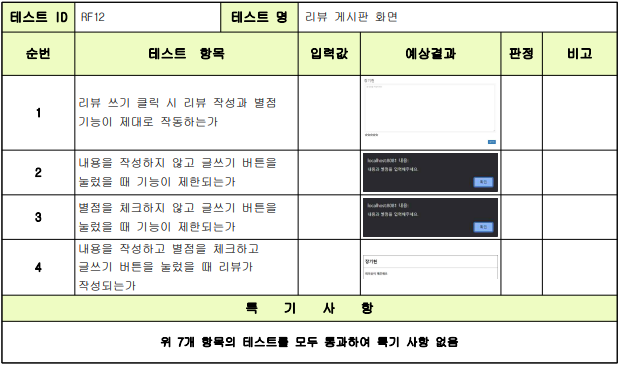 테스트 ID RF12 테스트 명 리뷰 게시판 화면
순번 테스트 항목 입력값 예상결과 판정 비고
1
리뷰 쓰기 클릭 시 리뷰 작성과 별점
기능이 제대로 작동하는가
2
내용을 작성하지 않고 글쓰기 버튼을
눌렀을 때 기능이 제한되는가
localhost:8081 내용:
내용과 별점을 입력해주세요.
확인
3
별점을 체크하지 않고 글쓰기 버튼을
눌렀을 때 기능이 제한되는가
localhost:8081 내용:
내용과 별점을 입력해주세요.
확인
4
내용을 작성하고 별점을 체크하고
글쓰기 버튼을 눌렀을 때 리뷰가
작성되는가
특 기 사 항
위 7개 항목의 테스트를 모두 통과하여 특기 사항 없음